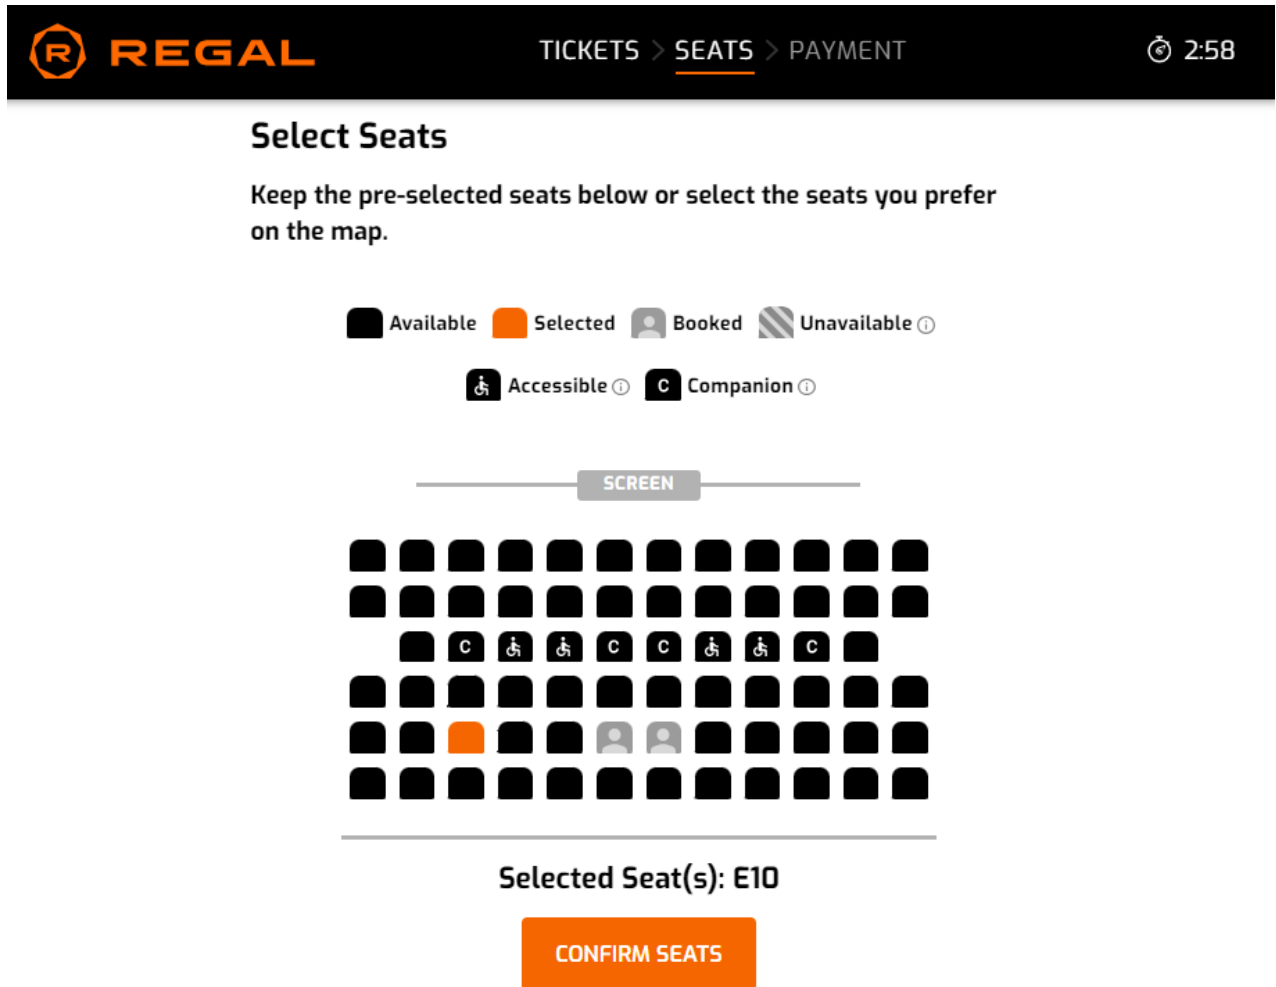 REGAL
TICKETS > SEATS > PAYMENT
2:58
Select Seats
Keep the pre-selected seats below or select the seats you prefer
on the map.
Available Selected Booked Unavailable
Accessible C Companion
SCREEN
C C C C
Selected Seat(s): E10
CONFIRM SEATS